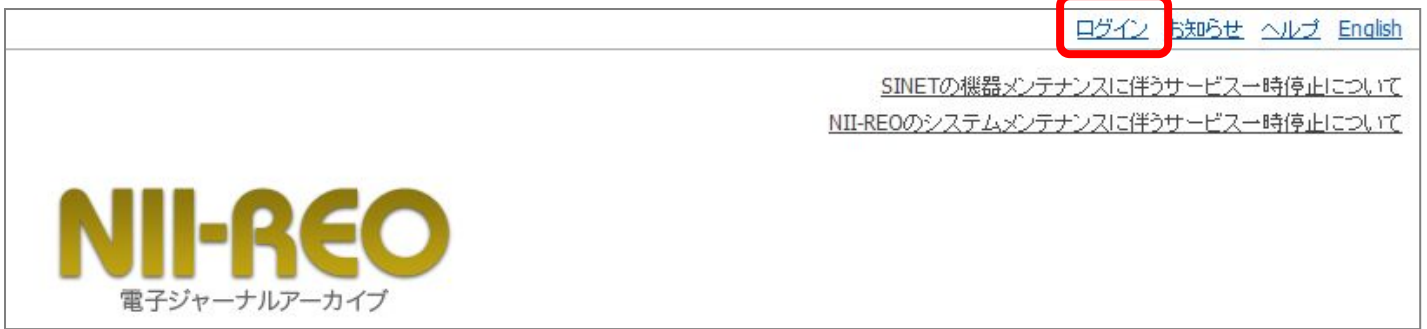 ログイン お知らせ ヘルプ English
SINETの機器メンテナンスに伴うサービス一時停止について
NII-REOのシステムメンテナンスに伴うサービス一時停止について
NII-REO
電子ジャーナルアーカイブ